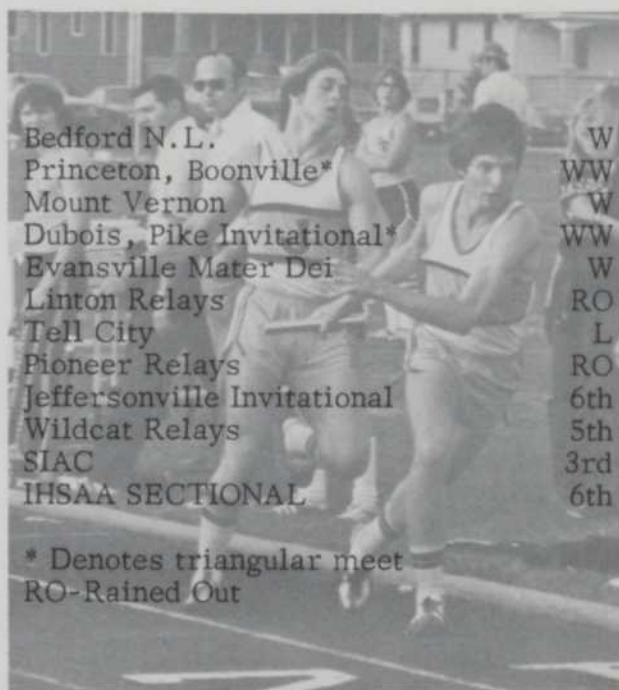 Bedford N.L. W
Princeton, Boonville* WW
Mount Vernon W
Dubois, Pike Invitational* WW
Evansville Mater Dei W
Linton Relays RO
Tell City L
Pioneer Relays RO
Jeffersonville Invitational 6th
Wildcat Relays 5th
SIAC 3rd
IHSAA SECTIONAL 6th
* Denotes triangular meet
RO-Rained Out